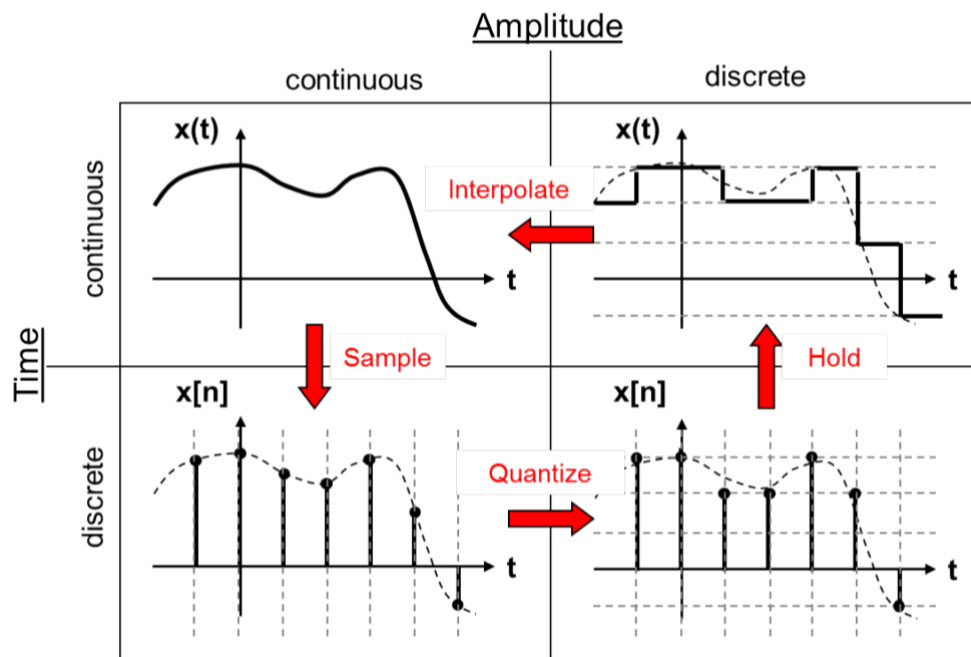 Amplitude
continuous
discrete
x(t)
x(t)
Interpolate
continuous
t
t
Time
Sample
Hold
x[n]
x[n]
Quantize
discrete
t
t